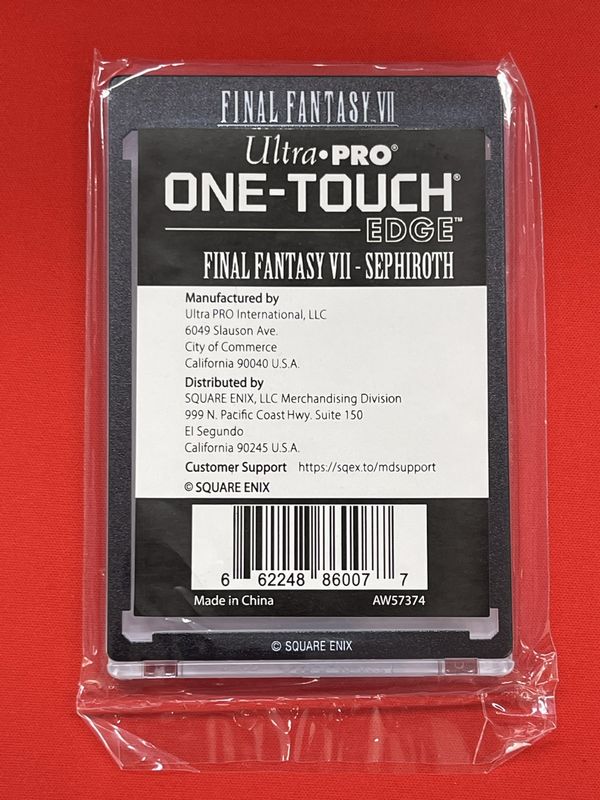 FINAL FANTASY VII
Ultra•PRO®
ONE-TOUCH®
EDGE™
FINAL FANTASY VII - SEPHIROTH
Manufactured by
Ultra PRO International, LLC
6049 Slauson Ave.
City of Commerce
California 90040 U.S.A.
Distributed by
SQUARE ENIX, LLC Merchandising Division
999 N. Pacific Coast Hwy. Suite 150
El Segundo
California 90245 U.S.A.
Customer Support https://sqex.to/mdsupport
© SQUARE ENIX
6 62248 86007 7
Made in China AW57374
© SQUARE ENIX